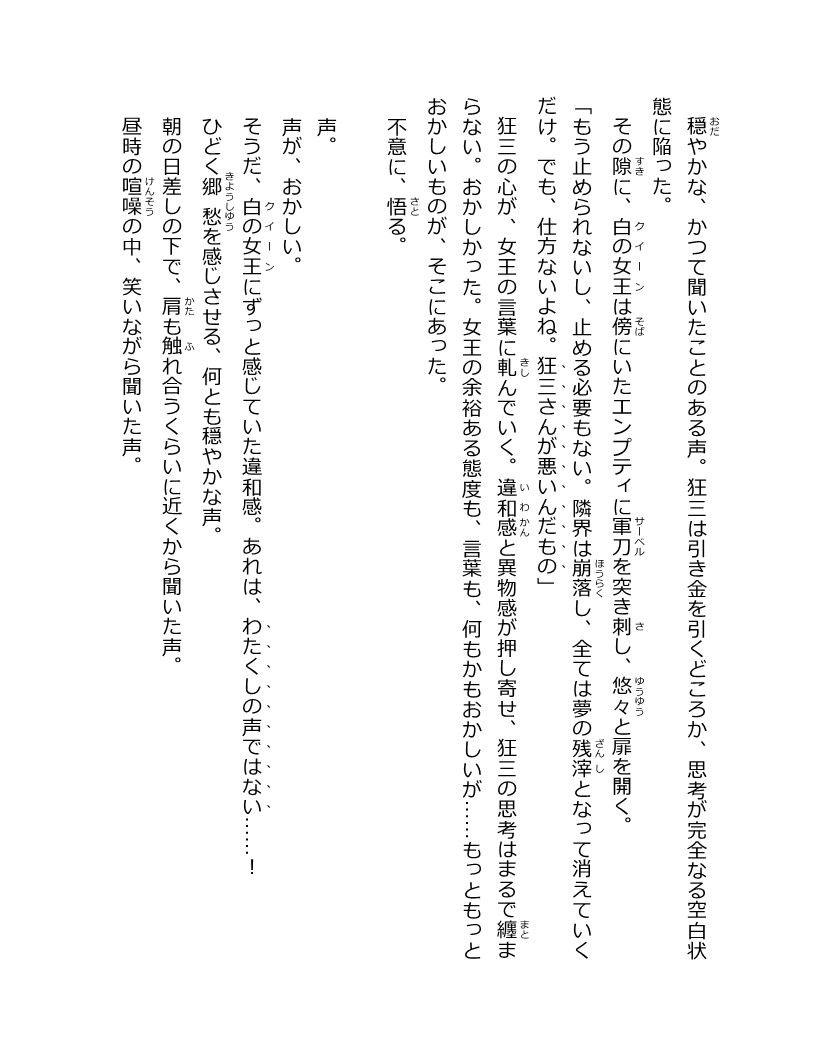 穏やかな、かつて聞いたことのある声。狂三は引き金を引くどころか、思考が完全なる空白状
態に陥った。
その隙に、白の女王は傍にいたエンプティに軍刀を突き刺し、悠々と扉を開く。
「もう止められないし、止める必要もない。隣界は崩落し、全ては夢の残滓となって消えていく
だけ。でも、仕方ないよね。狂三さんが悪いんだもの」
狂三の心が、女王の言葉に軋んでいく。違和感と異物感が押し寄せ、狂三の思考はまるで纏ま
らない。おかしかった。女王の余裕ある態度も、言葉も、何もかもおかしいが……もっともっと
おかしいものが、そこにあった。
不意に、悟る。
声。
声が、おかしい。
そうだ、白の女王にずっと感じていた違和感。あれは、わたくしの声ではない……！
ひどく郷愁を感じさせる、何とも穏やかな声。
朝の日差しの下で、肩も触れ合うくらいに近くから聞いた声。
昼時の喧噪の中、笑いながら聞いた声。